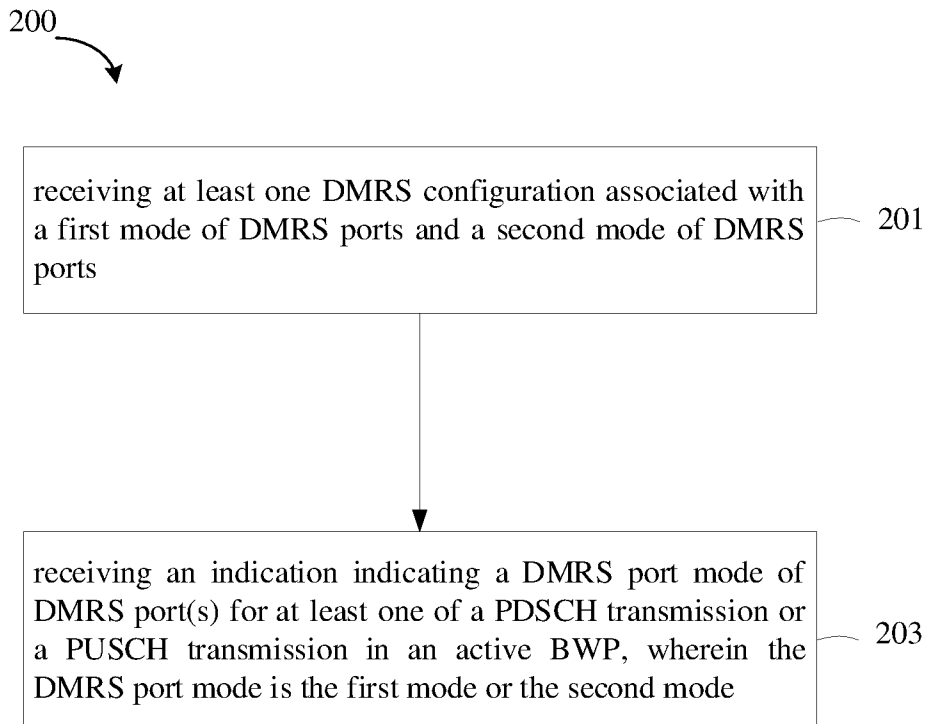 200
receiving at least one DMRS configuration associated with
a first mode of DMRS ports and a second mode of DMRS
ports
201
receiving an indication indicating a DMRS port mode of
DMRS port(s) for at least one of a PDSCH transmission or
a PUSCH transmission in an active BWP, wherein the
DMRS port mode is the first mode or the second mode
203